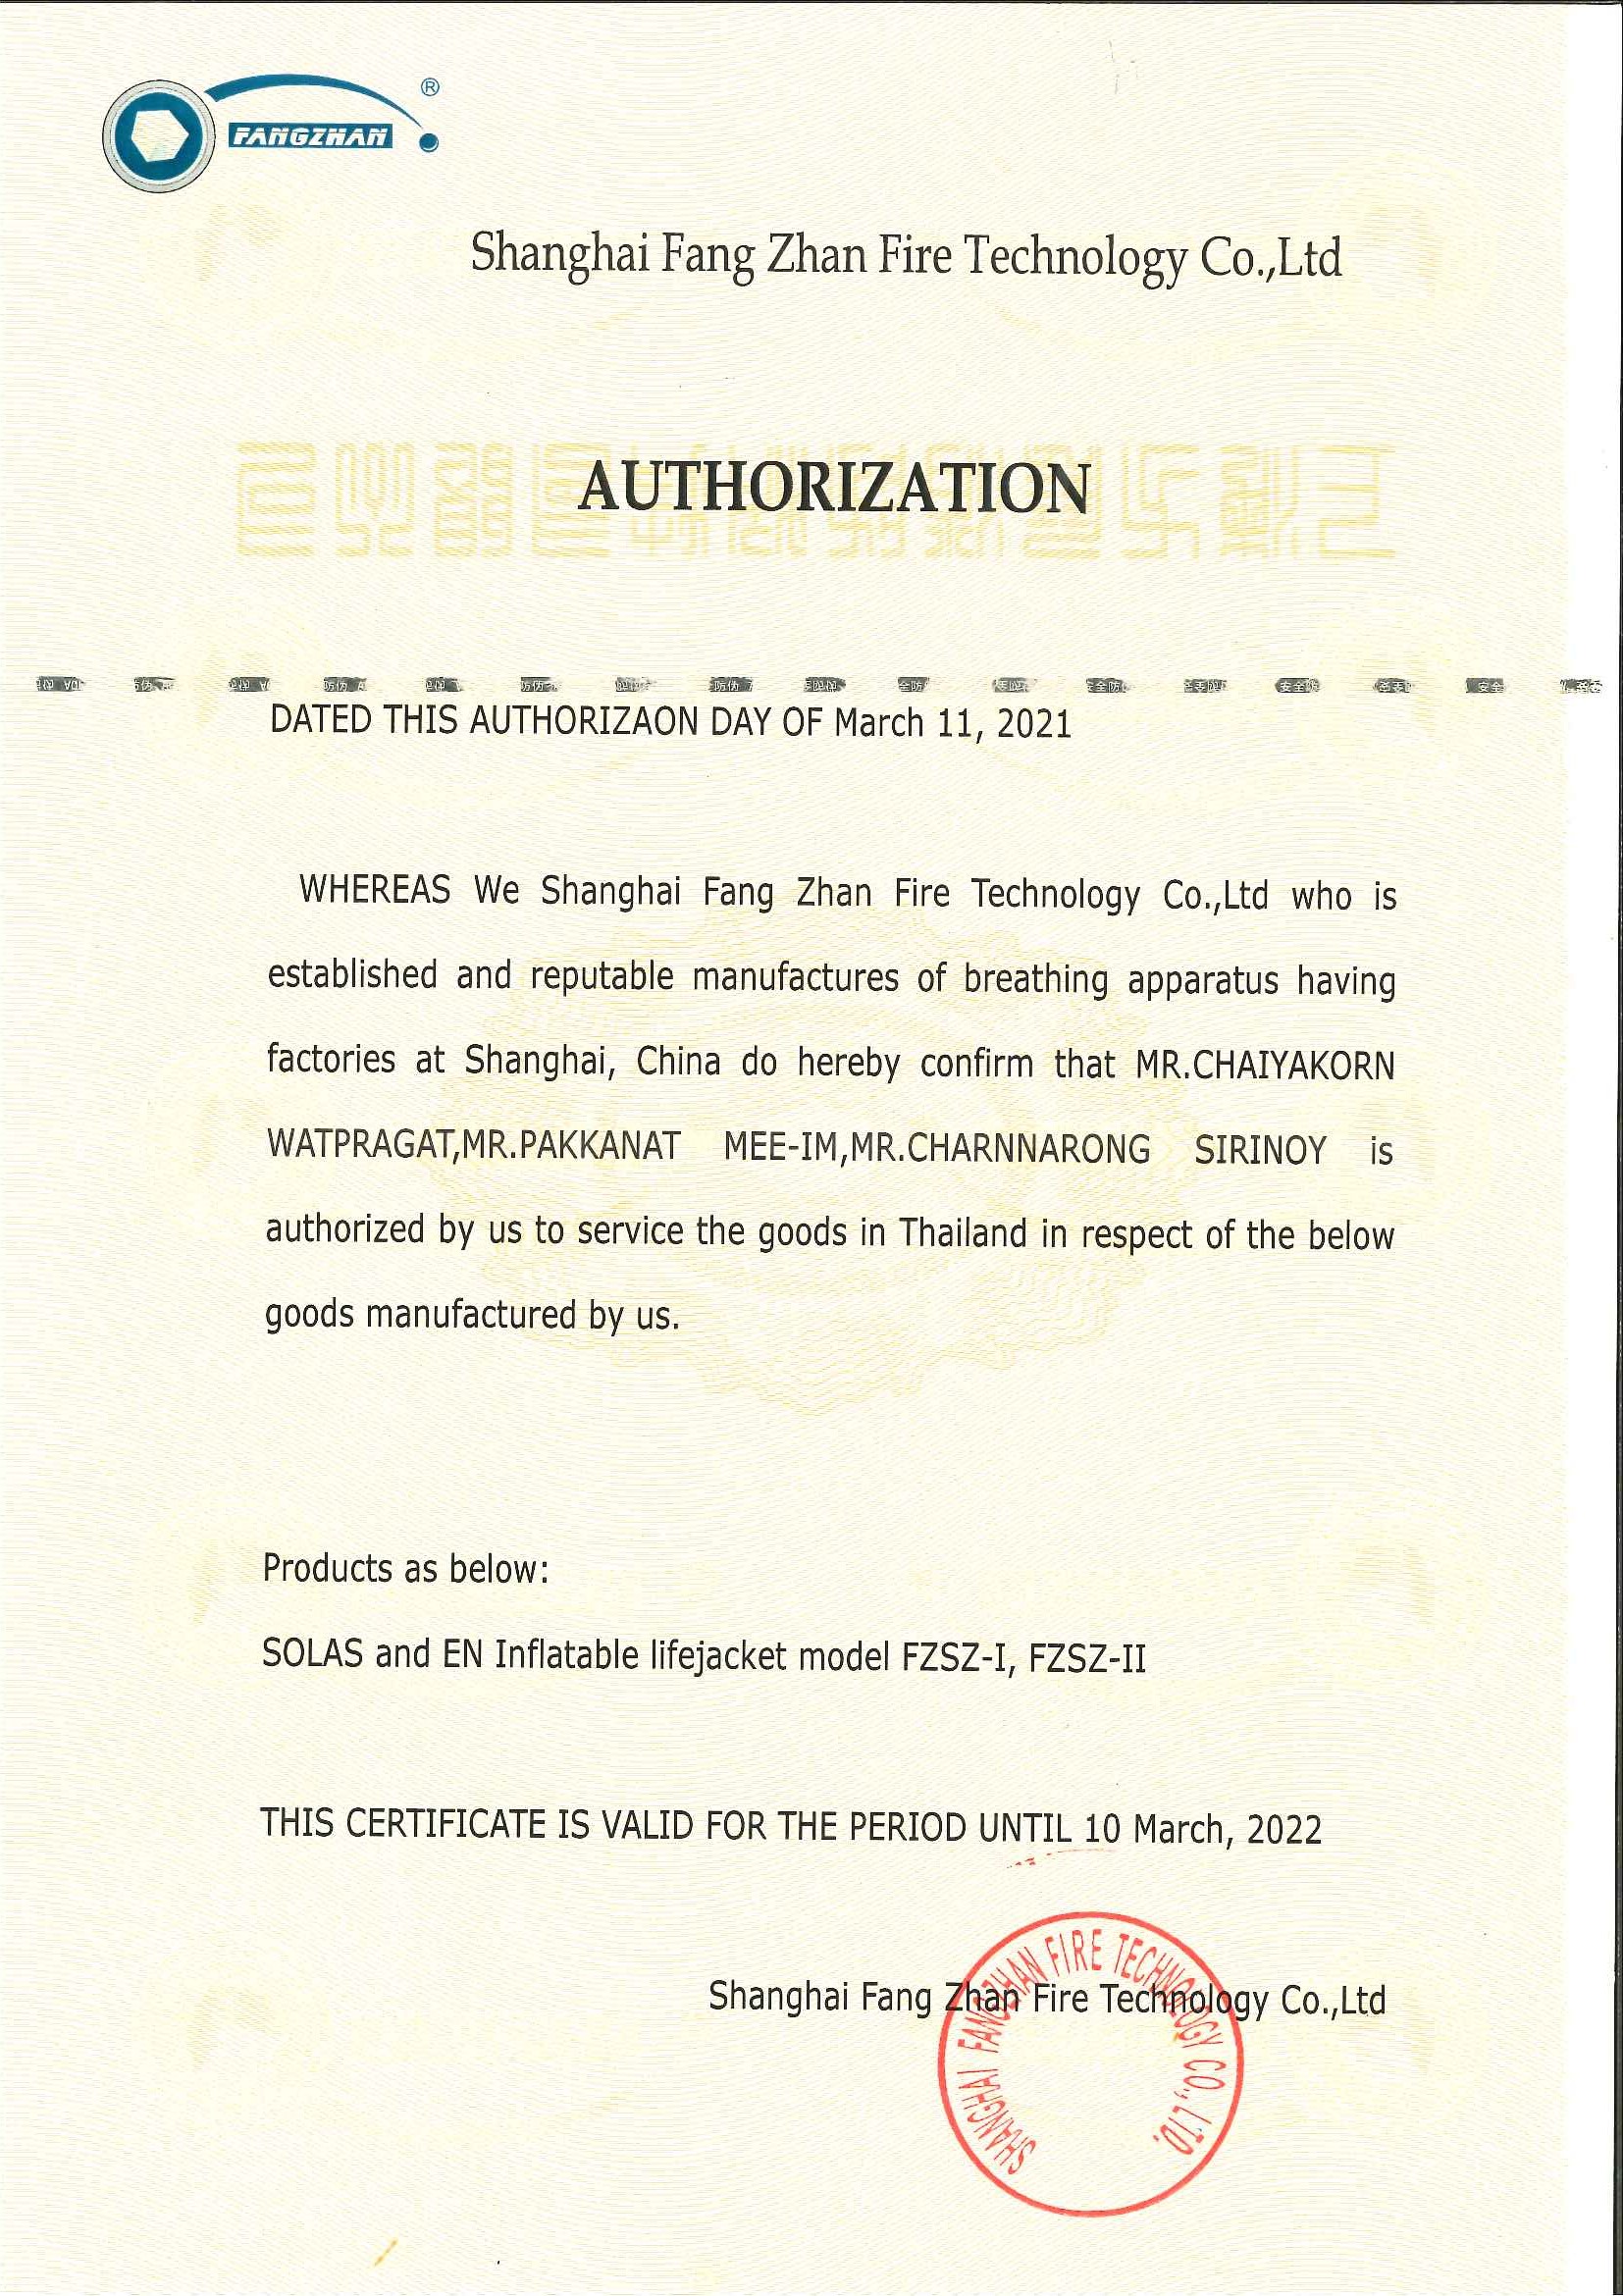 FANGZHAN ®
Shanghai Fang Zhan Fire Technology Co.,Ltd
AUTHORIZATION
DATED THIS AUTHORIZAON DAY OF March 11, 2021
WHEREAS We Shanghai Fang Zhan Fire Technology Co.,Ltd who is
established and reputable manufactures of breathing apparatus having
factories at Shanghai, China do hereby confirm that MR.CHAIYAKORN
WATPRAGAT,MR.PAKKANAT MEE-IM,MR.CHARNNARONG SIRINOY is
authorized by us to service the goods in Thailand in respect of the below
goods manufactured by us.
Products as below:
SOLAS and EN Inflatable lifejacket model FZSZ-I, FZSZ-II
THIS CERTIFICATE IS VALID FOR THE PERIOD UNTIL 10 March, 2022
Shanghai Fang Zhan Fire Technology Co.,Ltd
SHANGHAI FANGZHAN FIRE TECHNOLOGY CO.,LTD.